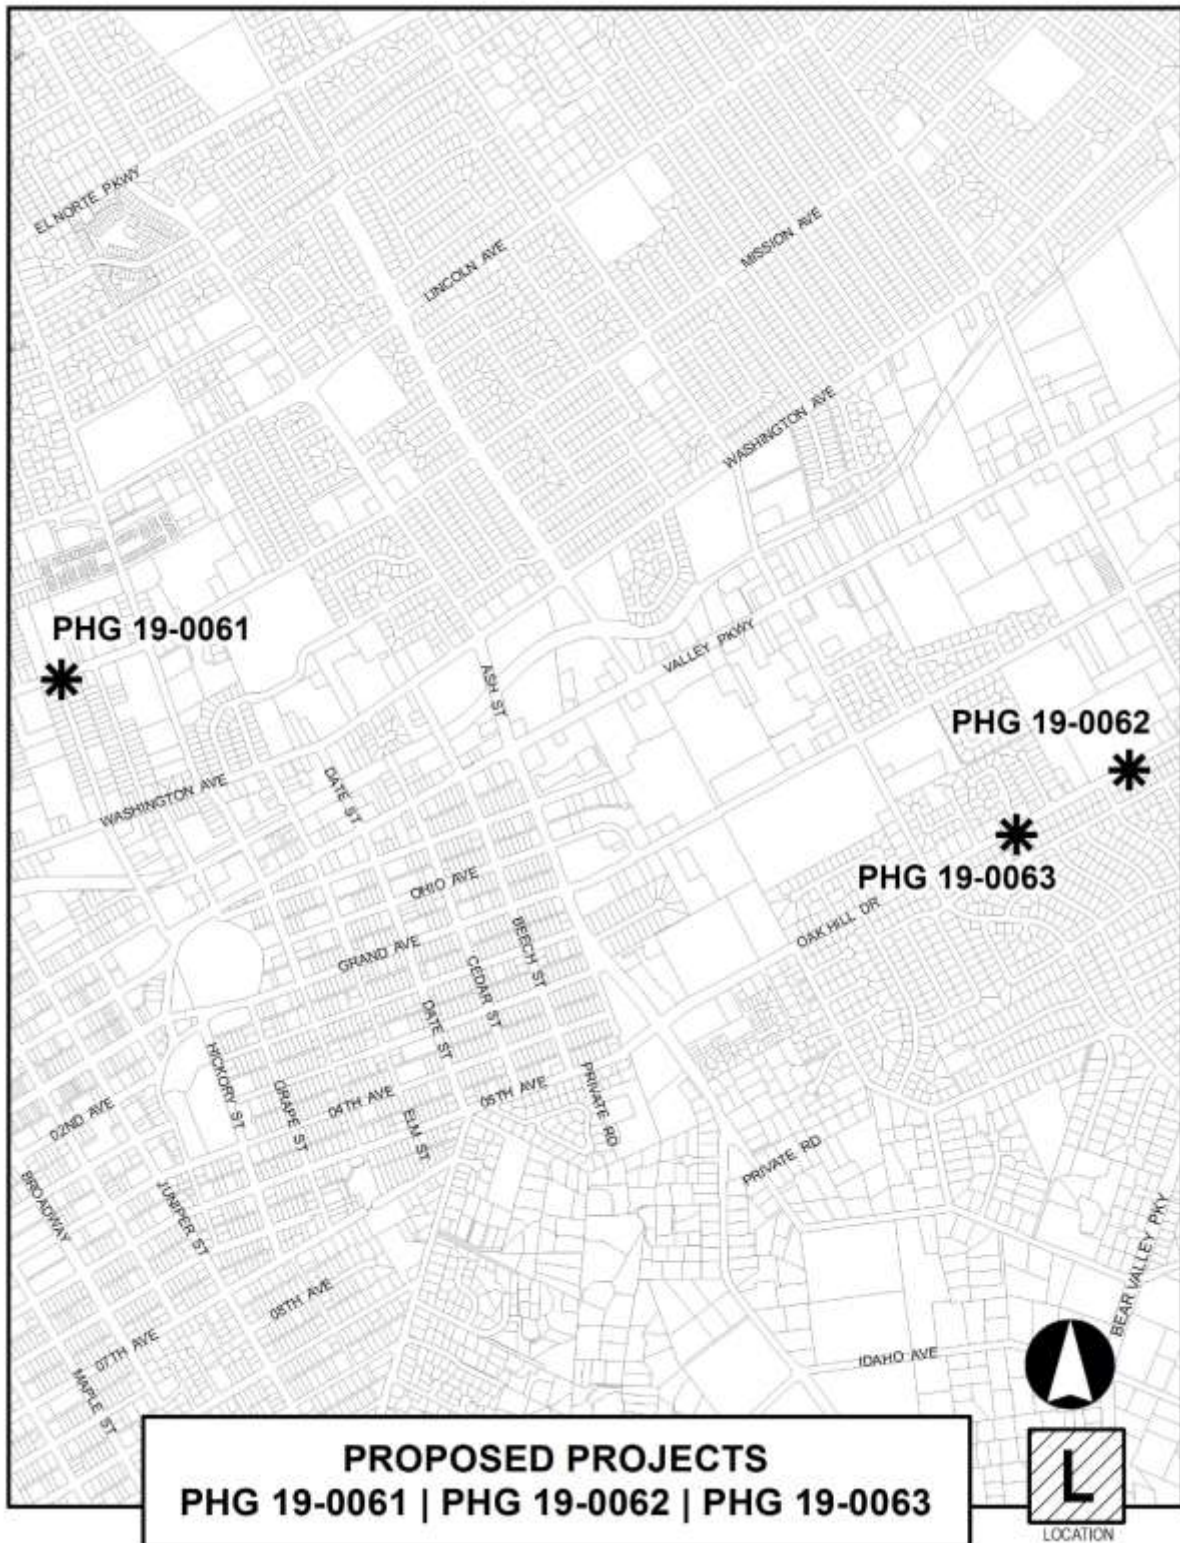 EL NORTE PKWY
LINCOLN AVE
MISSION AVE
WASHINGTON AVE
PHG 19-0061
VALLEY PKWY
ASH ST
PHG 19-0062
WASHINGTON AVE
DATE ST
PHG 19-0063
OHIO AVE
OAK HILL DR
GRAND AVE
BEECH ST
CEDAR ST
DATE ST
HICKORY ST
GRAPE ST
04TH AVE
05TH AVE
PRIVATE RD
02ND AVE
ELM ST
PRIVATE RD
BROADWAY
JUNIPER ST
BEAR VALLEY PKY
08TH AVE
07TH AVE
IDAHO AVE
MAPLE ST
PROPOSED PROJECTS
PHG 19-0061 | PHG 19-0062 | PHG 19-0063
L
LOCATION